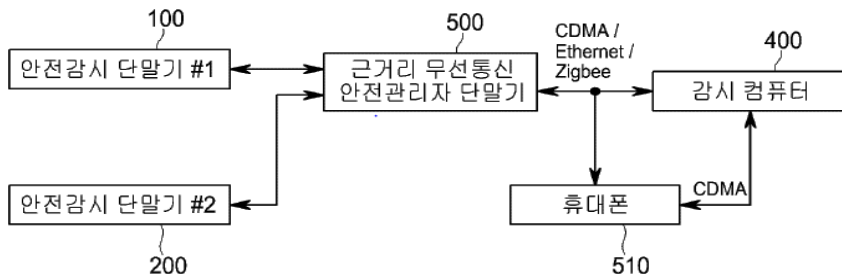 100
안전감시 단말기 #1
500
근거리 무선통신
안전관리자 단말기
CDMA /
Ethernet /
Zigbee
400
감시 컴퓨터
안전감시 단말기 #2
200
휴대폰
510
CDMA